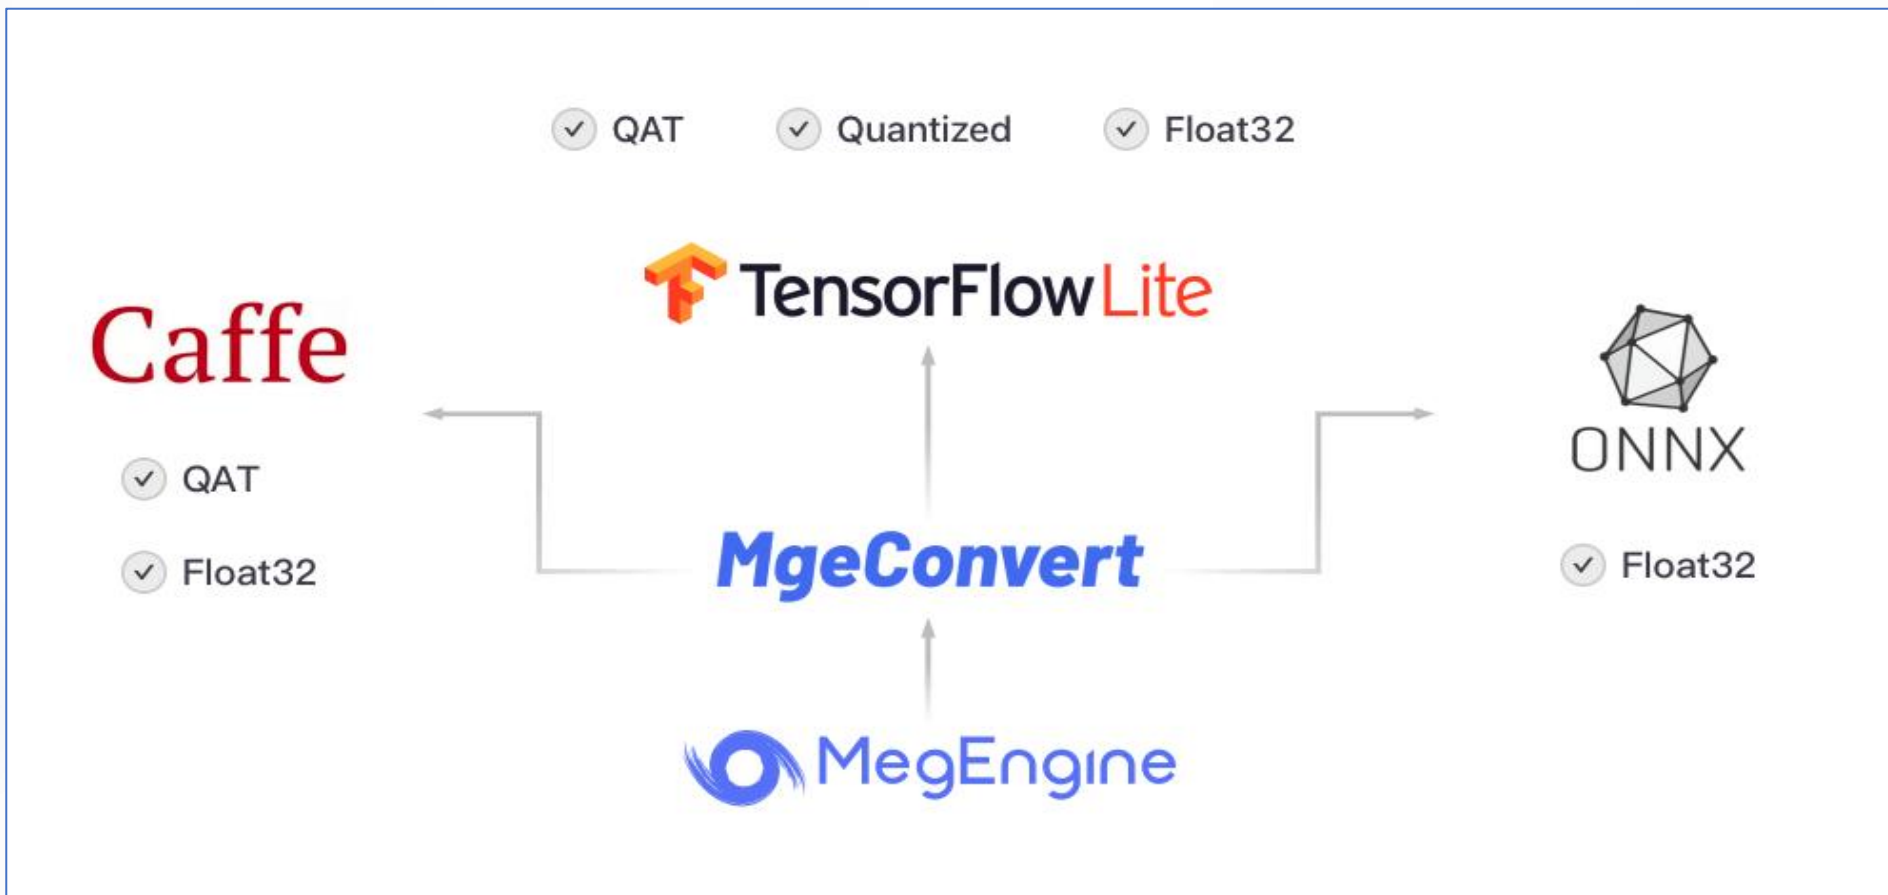 QAT Quantized Float32
TensorFlow Lite
Caffe
QAT
Float32
ONNX
Float32
MgeConvert
MegEngine